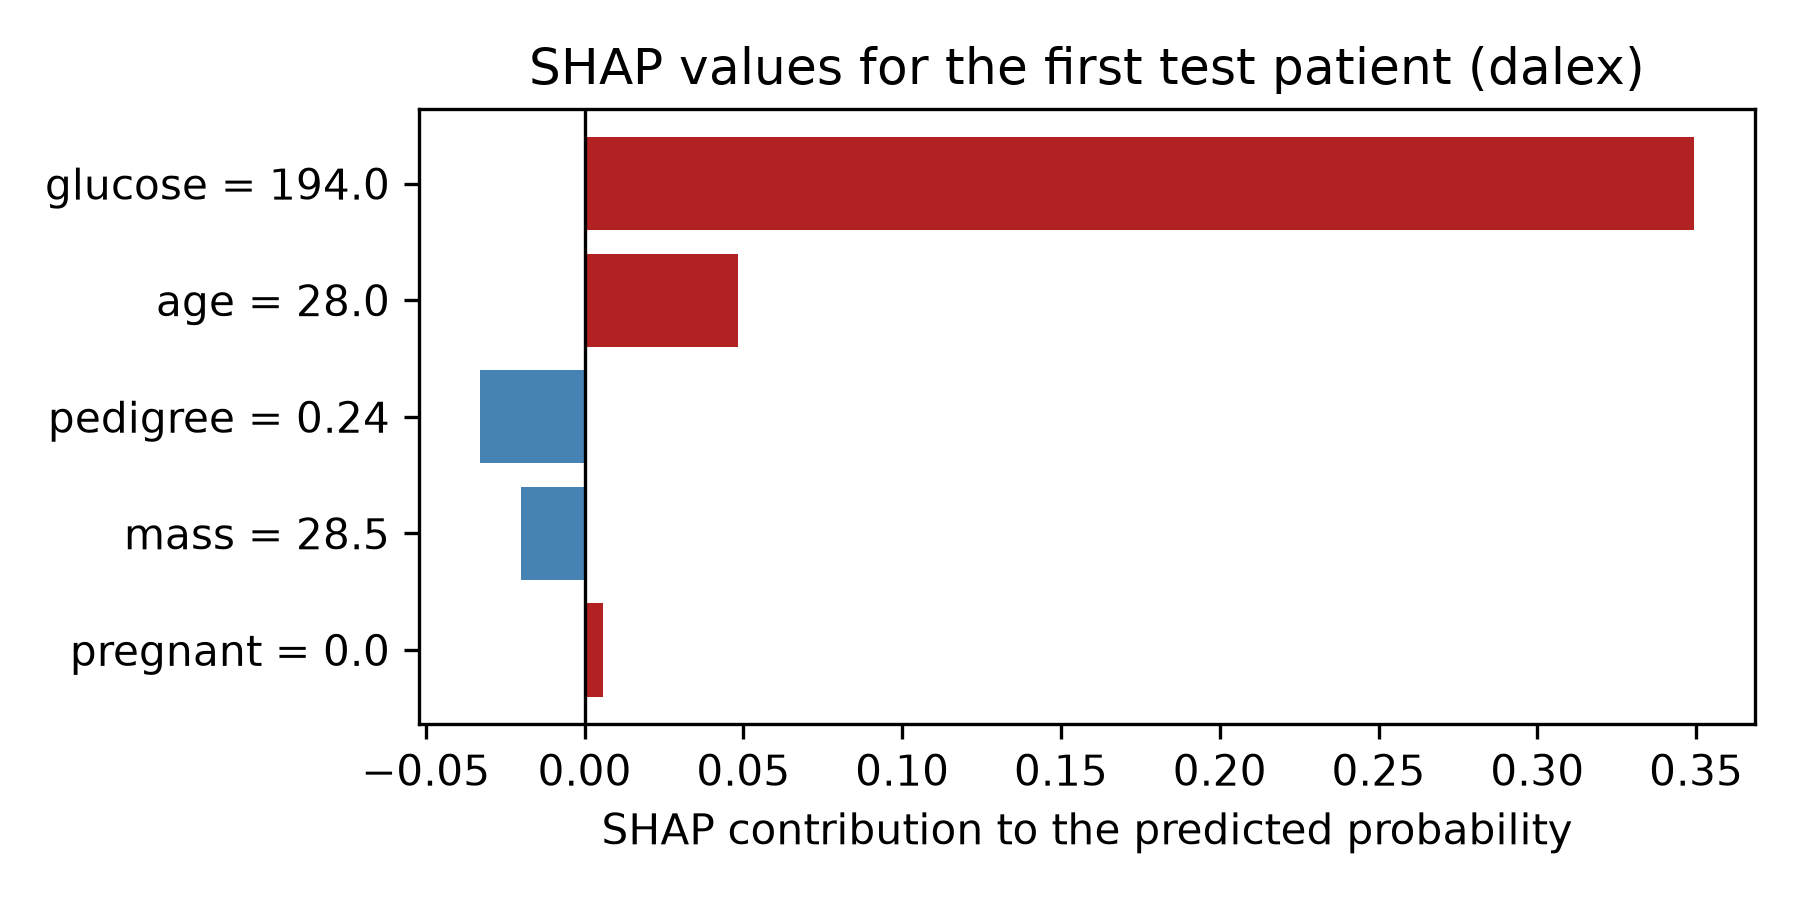 SHAP values for the first test patient (dalex)
glucose = 194.0
age = 28.0
pedigree = 0.24
mass = 28.5
pregnant = 0.0
−0.05 0.00 0.05 0.10 0.15 0.20 0.25 0.30 0.35
SHAP contribution to the predicted probability